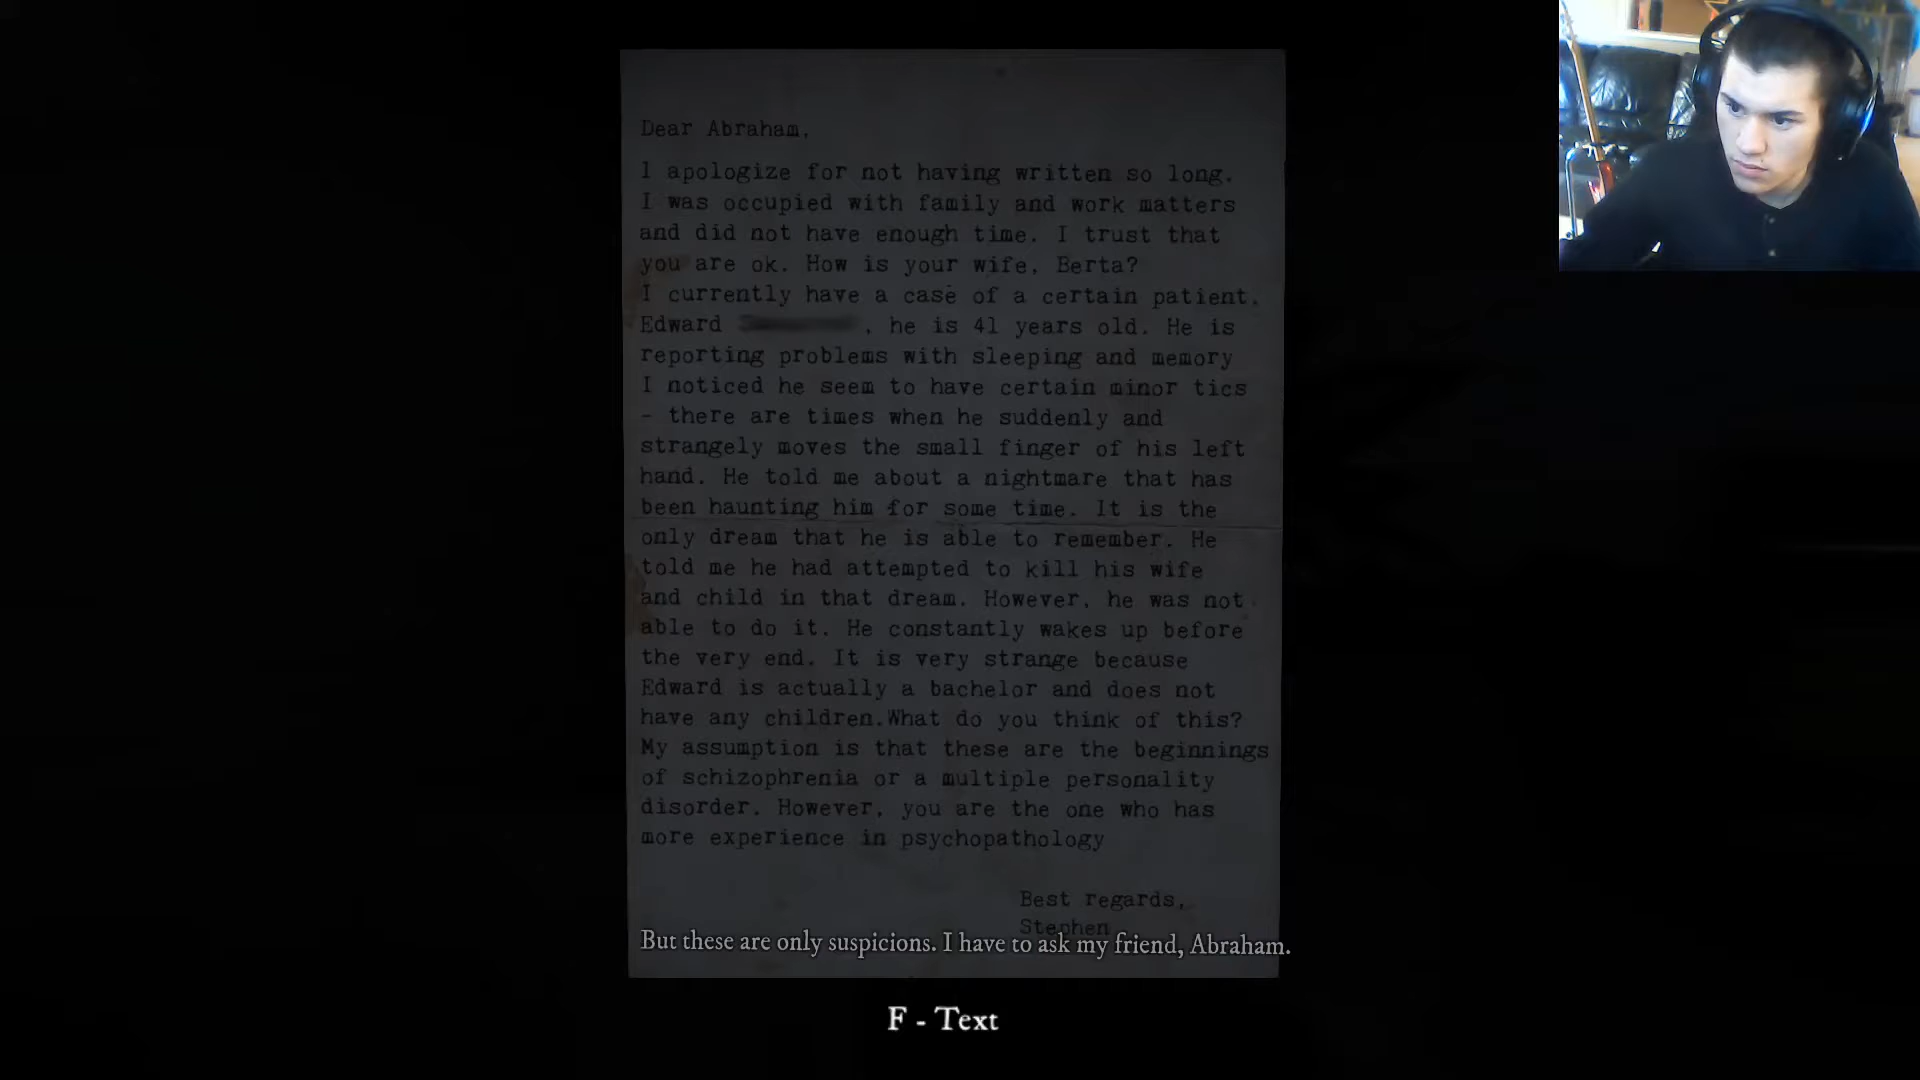 Dear Abraham,
I apologize for not having written so long.
I was occupied with family and work matters
and did not have enough time. I trust that
you are ok. How is your wife, Berta?
I currently have a case of a certain patient.
Edward , he is 41 years old. He is
reporting problems with sleeping and memory
I noticed he seem to have certain minor tics
- there are times when he suddenly and
strangely moves the small finger of his left
hand. He told me about a nightmare that has
been haunting him for some time. It is the
only dream that he is able to remember. He
told me he had attempted to kill his wife
and child in that dream. However, he was not
able to do it. He constantly wakes up before
the very end. It is very strange because
Edward is actually a bachelor and does not
have any children.What do you think of this?
My assumption is that these are the beginnings
of schizophrenia or a multiple personality
disorder. However, you are the one who has
more experience in psychopathology
Best regards,
Stephen
But these are only suspicions. I have to ask my friend, Abraham.
F - Text